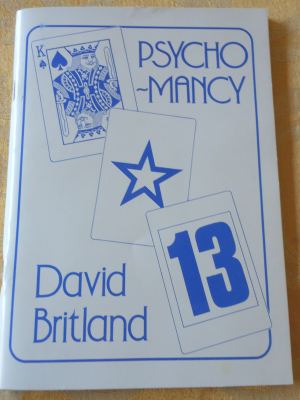 K
PSYCHO
~MANCY
13
David
Britland